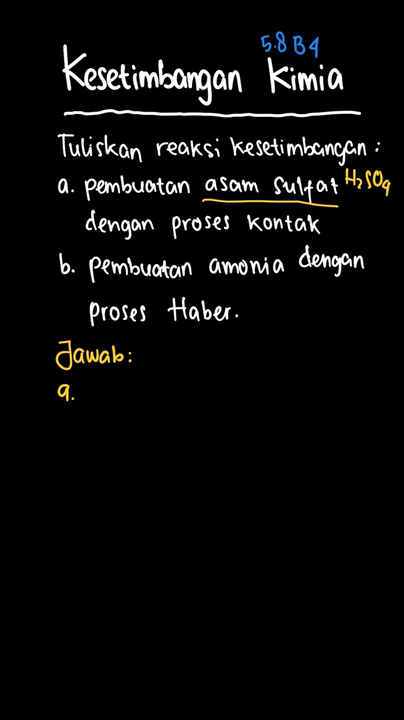 5.8 B4
Kesetimbangan Kimia
Tuliskan reaksi kesetimbangan :
a. pembuatan asam sulfat H₂SO₄
dengan proses kontak
b. pembuatan amonia dengan
proses Haber.
Jawab:
a.